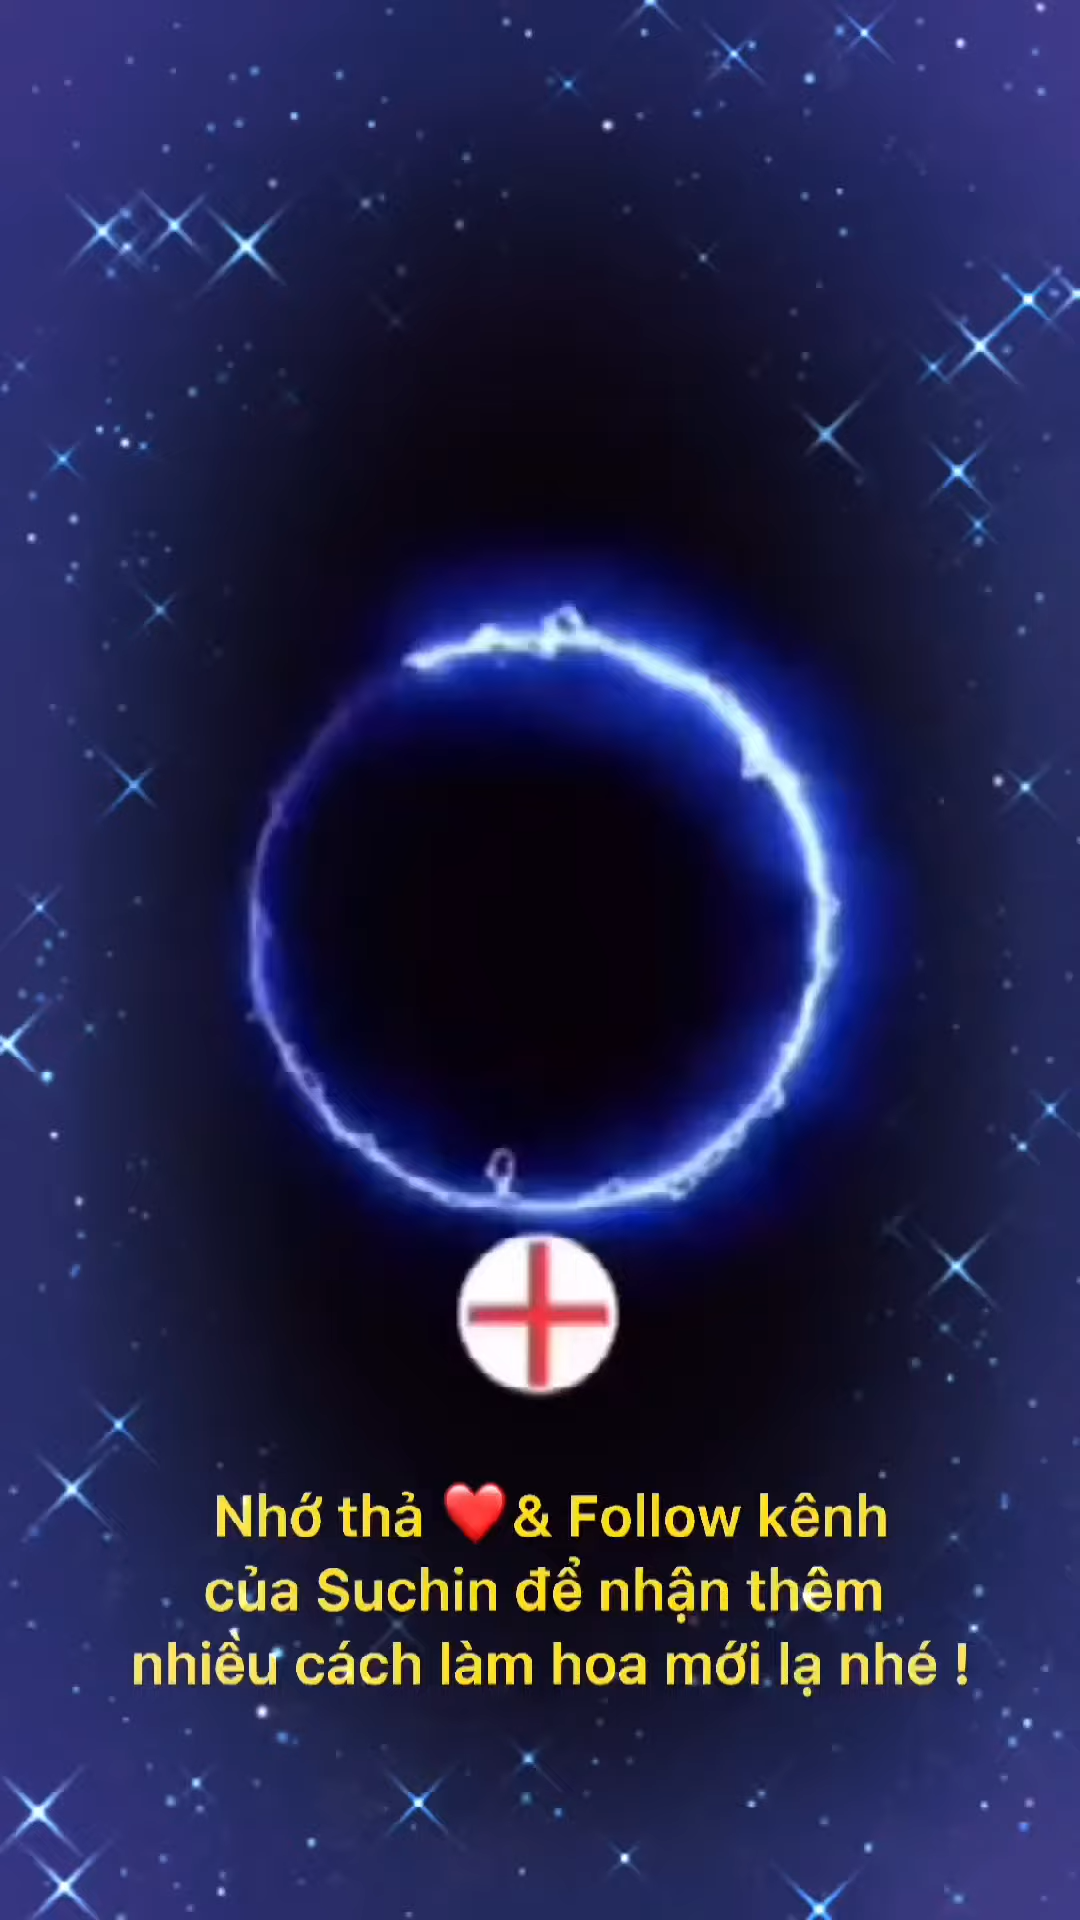 Nhớ thả ❤️& Follow kênh
của Suchin để nhận thêm
nhiều cách làm hoa mới lạ nhé !